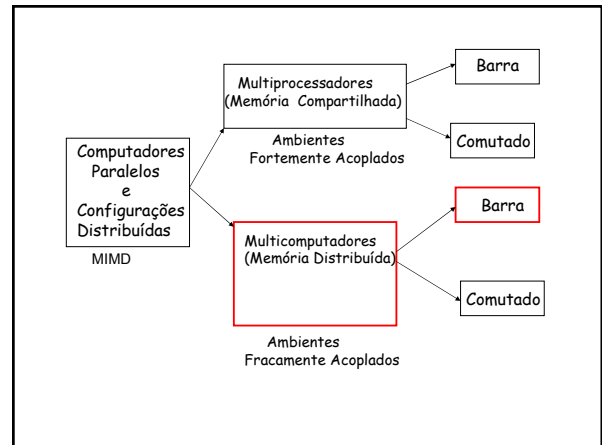 Computadores
Paralelos
e
Configurações
Distribuídas
MIMD
Multiprocessadores
(Memória Compartilhada)
Ambientes
Fortemente Acoplados
Barra
Comutado
Multicomputadores
(Memória Distribuída)
Ambientes
Fracamente Acoplados
Barra
Comutado